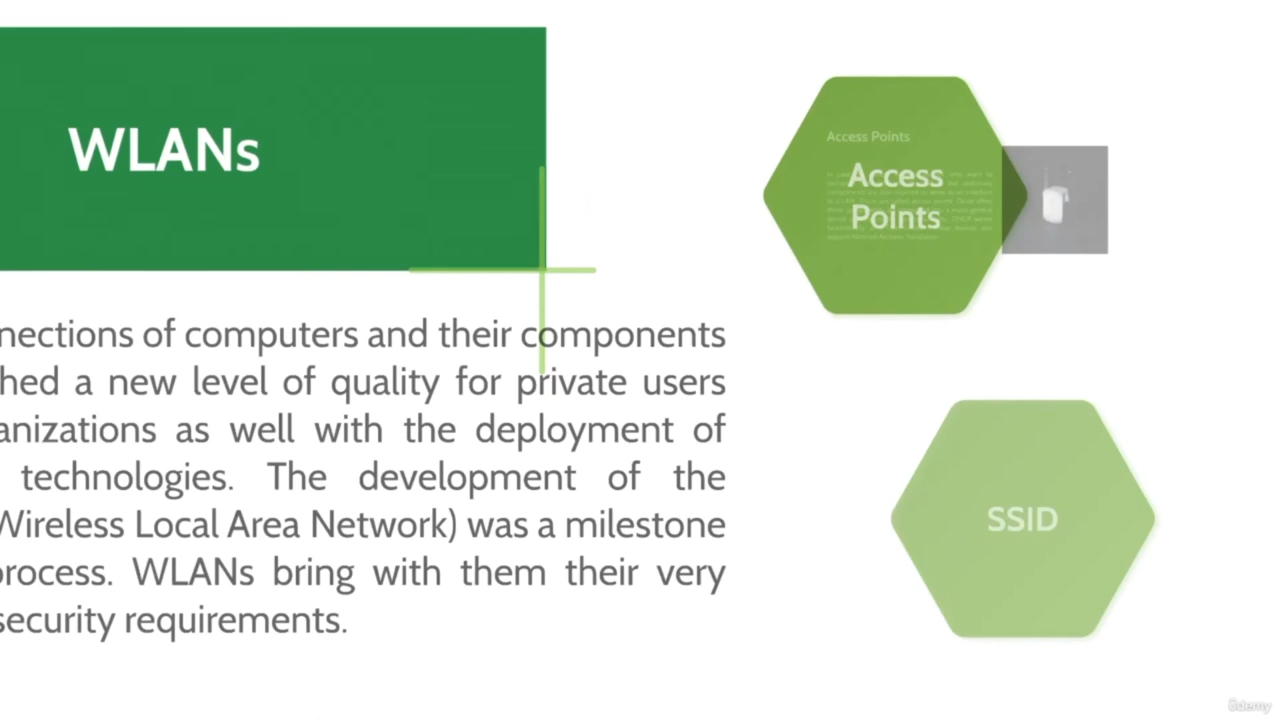 WLANs
nections of computers and their components
hed a new level of quality for private users
anizations as well with the deployment of
technologies. The development of the
Wireless Local Area Network) was a milestone
process. WLANs bring with them their very
security requirements.
Access Points
Access
Points
SSID
ûdemy